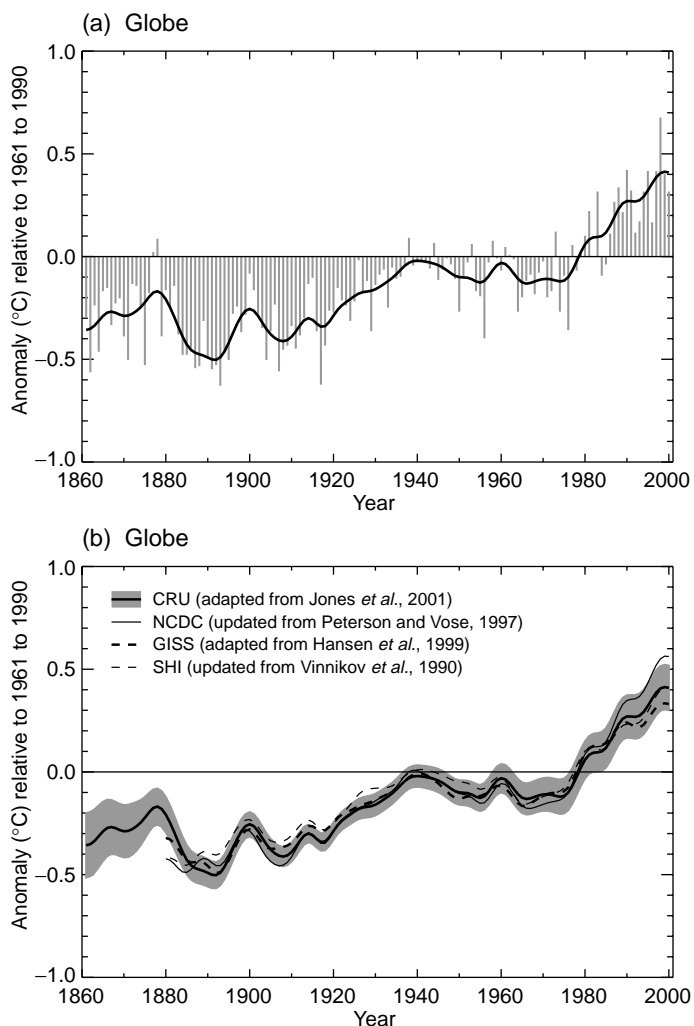 (a) Globe
Anomaly (°C) relative to 1961 to 1990
1.0
0.5
0.0
−0.5
−1.0
1860 1880 1900 1920 1940 1960 1980 2000
Year
(b) Globe
Anomaly (°C) relative to 1961 to 1990
1.0
CRU (adapted from Jones et al., 2001)
NCDC (updated from Peterson and Vose, 1997)
GISS (adapted from Hansen et al., 1999)
SHI (updated from Vinnikov et al., 1990)
0.5
0.0
−0.5
−1.0
1860 1880 1900 1920 1940 1960 1980 2000
Year